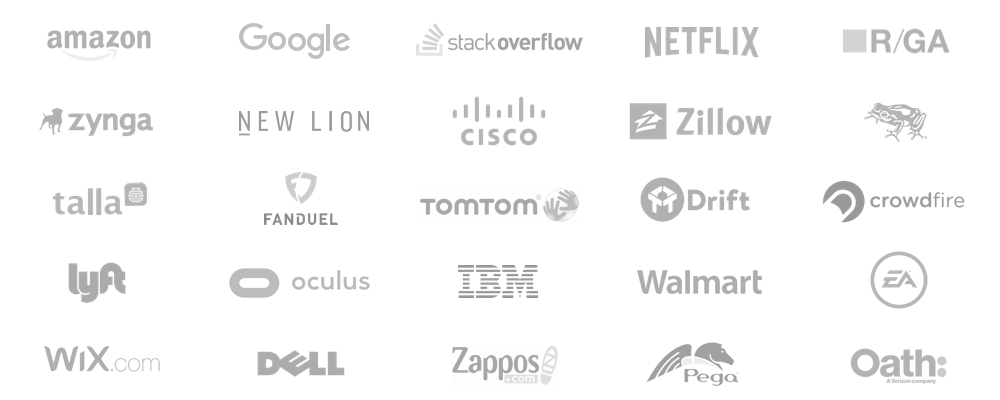 amazon
Google
stackoverflow
NETFLIX
R/GA
zynga
NEW LION
CISCO
Zillow
talla
FANDUEL
TOMTOM
Drift
crowdfire
lyft
oculus
IBM
Walmart
EA
WiX.com
DELL
Zappos
.com
Pega
Oath:
A Verizon company